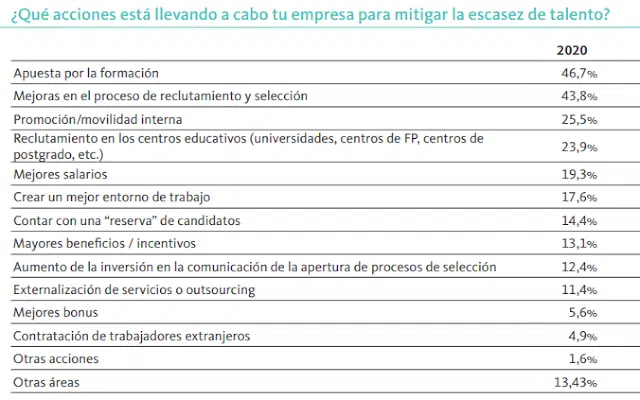 ¿Qué acciones está llevando a cabo tu empresa para mitigar la escasez de talento?
2020
Apuesta por la formación 46,7%
Mejoras en el proceso de reclutamiento y selección 43,8%
Promoción/movilidad interna 25,5%
Reclutamiento en los centros educativos (universidades, centros de FP, centros de
postgrado, etc.) 23,9%
Mejores salarios 19,3%
Crear un mejor entorno de trabajo 17,6%
Contar con una “reserva” de candidatos 14,4%
Mayores beneficios / incentivos 13,1%
Aumento de la inversión en la comunicación de la apertura de procesos de selección 12,4%
Externalización de servicios o outsourcing 11,4%
Mejores bonus 5,6%
Contratación de trabajadores extranjeros 4,9%
Otras acciones 1,6%
Otras áreas 13,43%